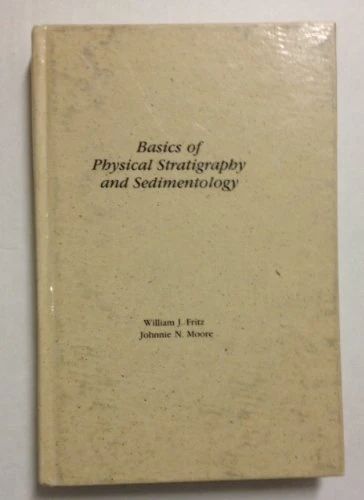 Basics of
Physical Stratigraphy
and Sedimentology
William J. Fritz
Johnnie N. Moore